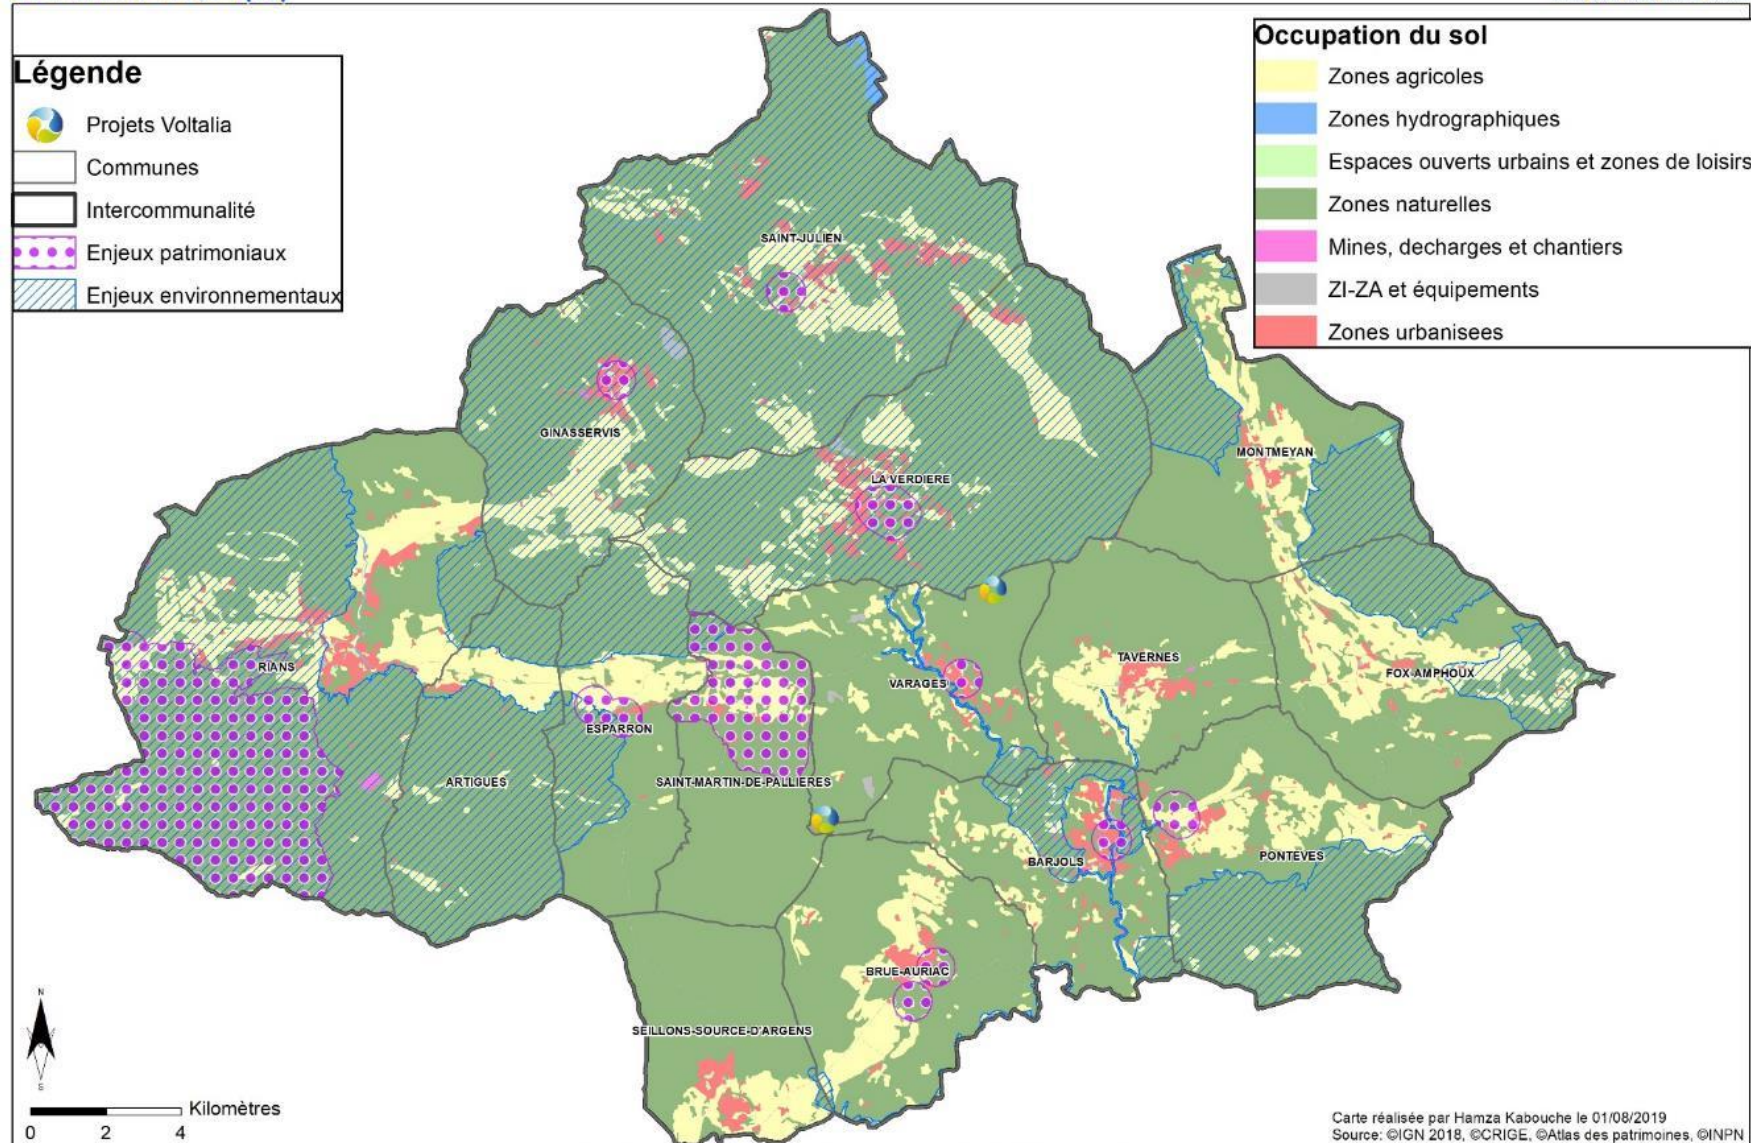 Légende
Projets Voltalia
Communes
Intercommunalité
Enjeux patrimoniaux
Enjeux environnementaux
Occupation du sol
Zones agricoles
Zones hydrographiques
Espaces ouverts urbains et zones de loisirs
Zones naturelles
Mines, decharges et chantiers
ZI-ZA et équipements
Zones urbanisees
SAINT-JULIEN
GINASSERVIS
MONTMEYAN
LA VERDIERE
RIANS
TAVERNES
FOX-AMPHOUX
VARAGES
ESPARRON
ARTIGUES
SAINT-MARTIN-DE-PALLIERES
BARJOLS
PONTEVES
BRUE-AURIAC
SEILLONS-SOURCE-D'ARGENS
N
S
Kilomètres
0 2 4
Carte réalisée par Hamza Kabouche le 01/08/2019
Source: ©IGN 2018, ©CRIGE, ©Atlas des patrimoines, ©INPN